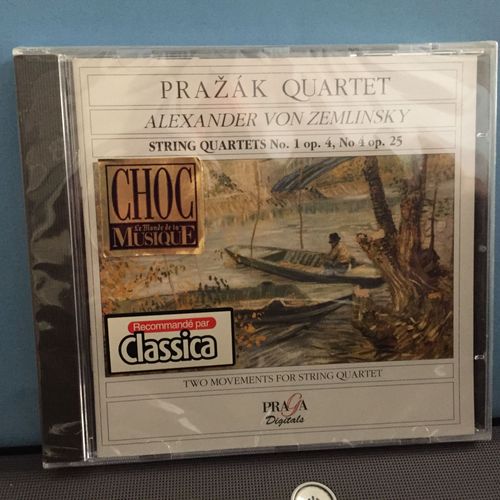 PRAŽÁK QUARTET
ALEXANDER VON ZEMLINSKY
STRING QUARTETS No. 1 op. 4, No 4 op. 25
CHOC
Le Monde de la
MUSIQUE
Recommandé par
Classica
TWO MOVEMENTS FOR STRING QUARTET
PRAGA
Digitals